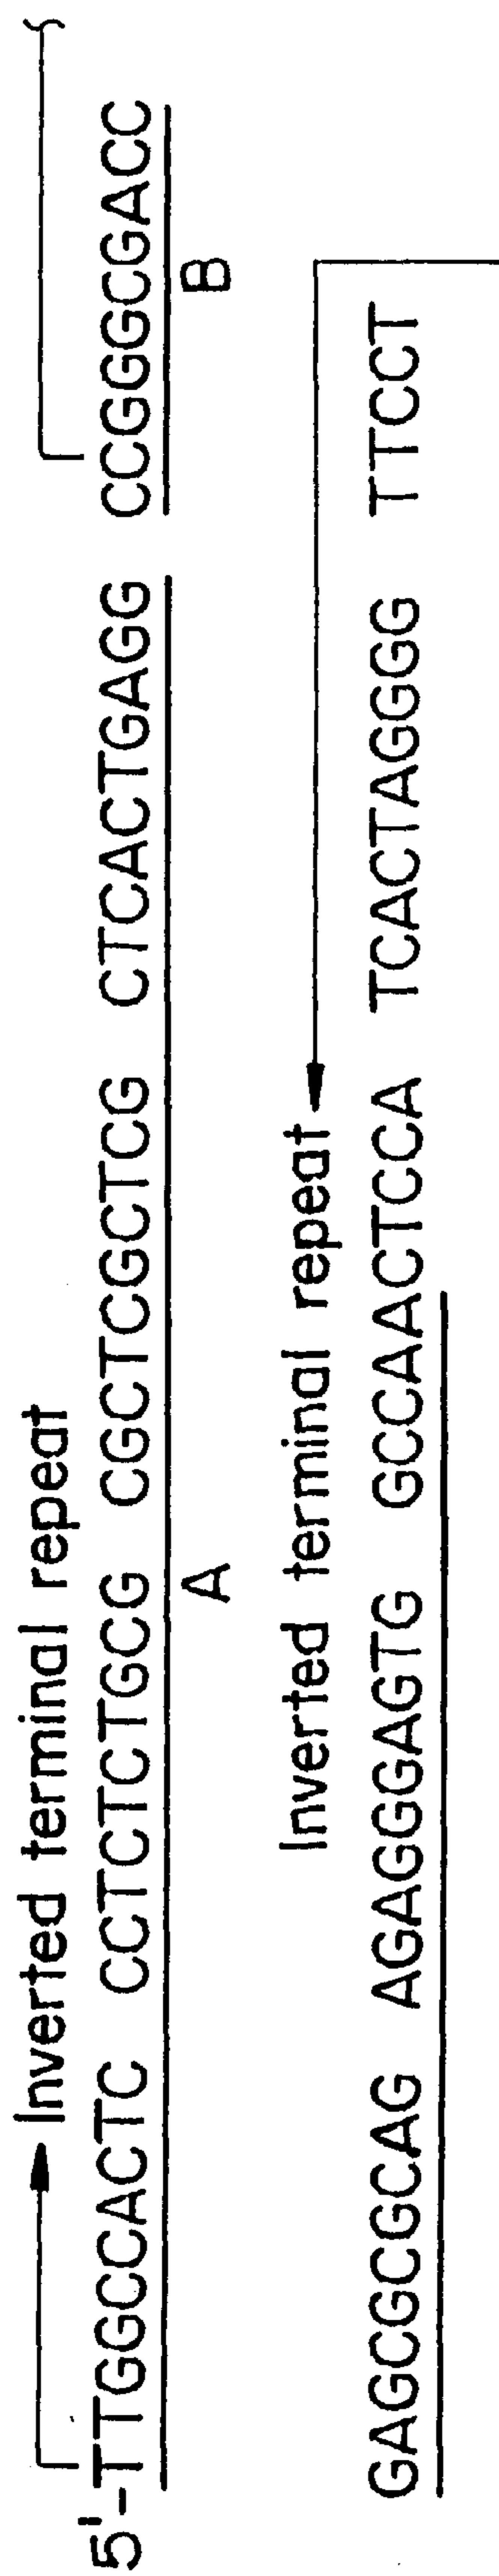 Inverted terminal repeat
5'-TTGGCCACTC CCTCTCTGCG CGCTCGCTCG CTCACTGAGG CCGGGCGACC
A B
Inverted terminal repeat
GAGCGCGCAG AGAGGGAGTG GCCAACTCCA TCACTAGGGG TTCCT